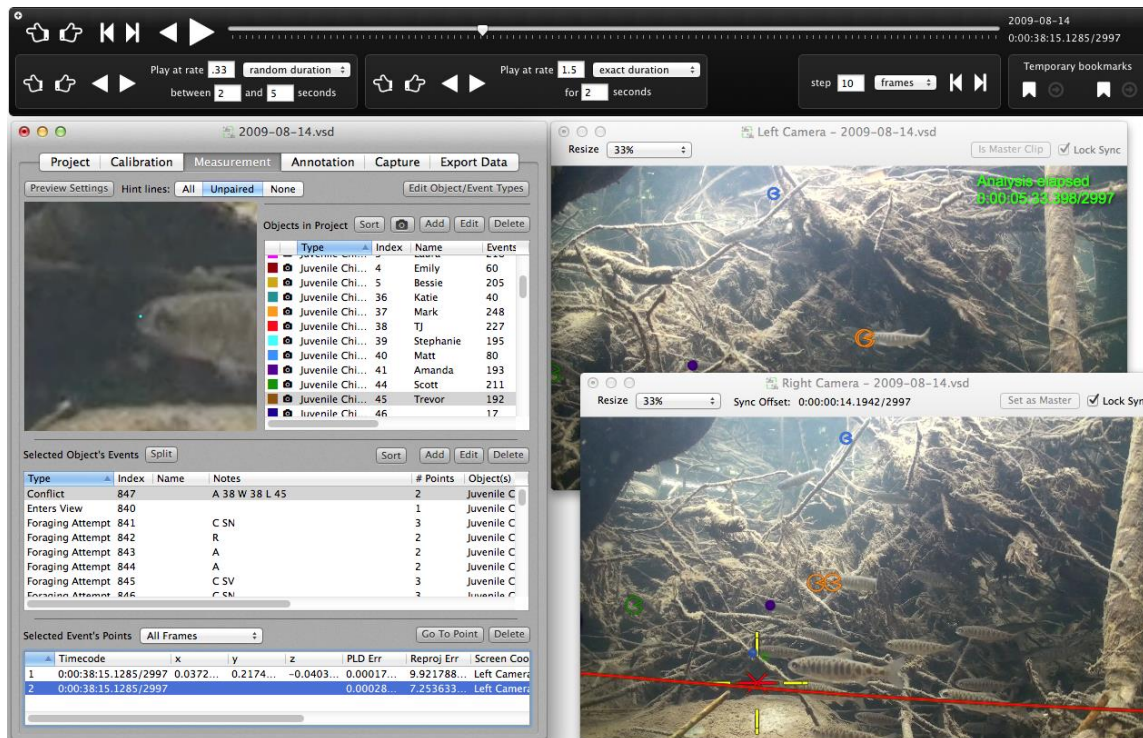 2009-08-14
0:00:38:15.1285/2997
Play at rate .33 random duration
between 2 and 5 seconds
Play at rate 1.5 exact duration
for 2 seconds
step 10 frames
Temporary bookmarks
2009-08-14.vsd
Project Calibration Measurement Annotation Capture Export Data
Preview Settings Hint lines: All Unpaired None Edit Object/Event Types
Objects in Project Sort Add Edit Delete
Type Index Name Events
Juvenile Chi... 4 Emily 60
Juvenile Chi... 5 Bessie 205
Juvenile Chi... 36 Katie 40
Juvenile Chi... 37 Mark 248
Juvenile Chi... 38 TJ 227
Juvenile Chi... 39 Stephanie 195
Juvenile Chi... 40 Matt 80
Juvenile Chi... 41 Amanda 193
Juvenile Chi... 44 Scott 211
Juvenile Chi... 45 Trevor 192
Juvenile Chi... 46 17
Selected Object's Events Split Sort Add Edit Delete
Type Index Name Notes # Points Object(s)
Conflict 847 A 38 W 38 L 45 2 Juvenile C
Enters View 840 1 Juvenile C
Foraging Attempt 841 C SN 3 Juvenile C
Foraging Attempt 842 R 2 Juvenile C
Foraging Attempt 843 A 2 Juvenile C
Foraging Attempt 844 A 2 Juvenile C
Foraging Attempt 845 C SV 3 Juvenile C
Foraging Attempt 846 C SN 3 Juvenile C
Selected Event's Points All Frames Go To Point Delete
Timecode x y z PLD Err Reproj Err Screen Coo
1 0:00:38:15.1285/2997 0.0372... 0.2174... −0.0403... 0.00017... 9.921788... Left Camera
2 0:00:38:15.1285/2997 0.00028... 7.253633... Left Camera
Left Camera – 2009-08-14.vsd
Resize 33% Is Master Clip Lock Sync
Analysis elapsed
0:00:05:33.398/2997
Right Camera – 2009-08-14.vsd
Resize 33% Sync Offset: 0:00:00:14.1942/2997 Set as Master Lock Syn